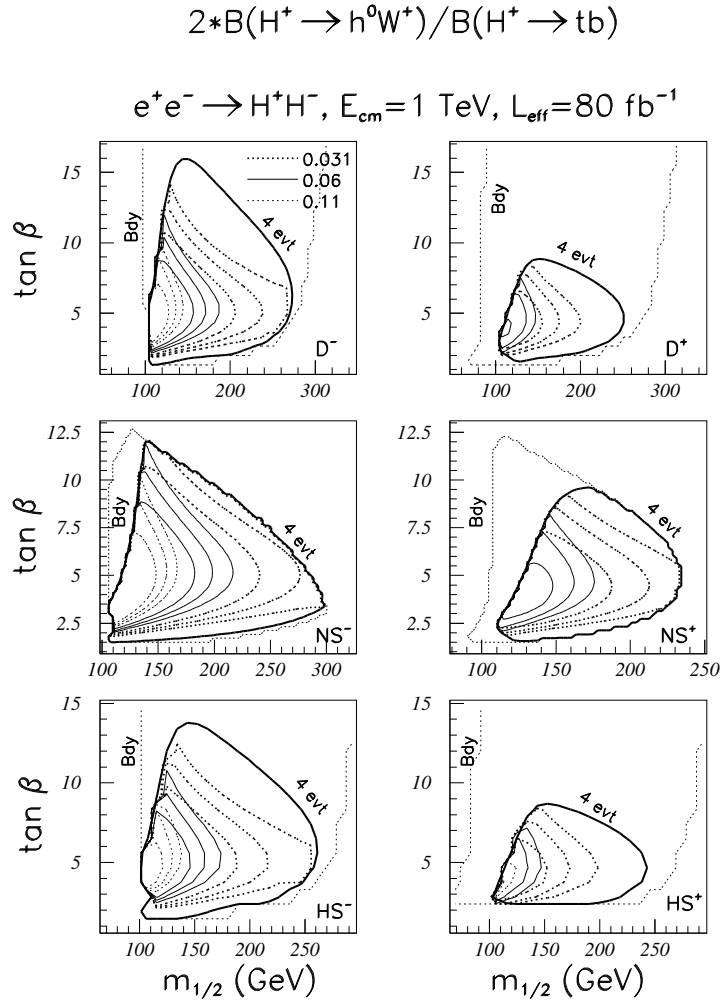 2*B(H⁺ → h⁰W⁺)/B(H⁺ → tb)
e⁺e⁻ → H⁺H⁻, E_cm=1 TeV, L_eff=80 fb⁻¹
tan β
15
10
5
Bdy
0.031
0.06
0.11
4 evt
D⁻
100 200 300
15
10
5
Bdy
4 evt
D⁺
100 200 300
tan β
12.5
10
7.5
5
2.5
Bdy
4 evt
NS⁻
100 150 200 250 300
12.5
10
7.5
5
2.5
Bdy
4 evt
NS⁺
100 150 200 250
tan β
15
10
5
Bdy
4 evt
HS⁻
100 150 200 250 300
m_1/2 (GeV)
15
10
5
Bdy
4 evt
HS⁺
50 100 150 200 250 300
m_1/2 (GeV)